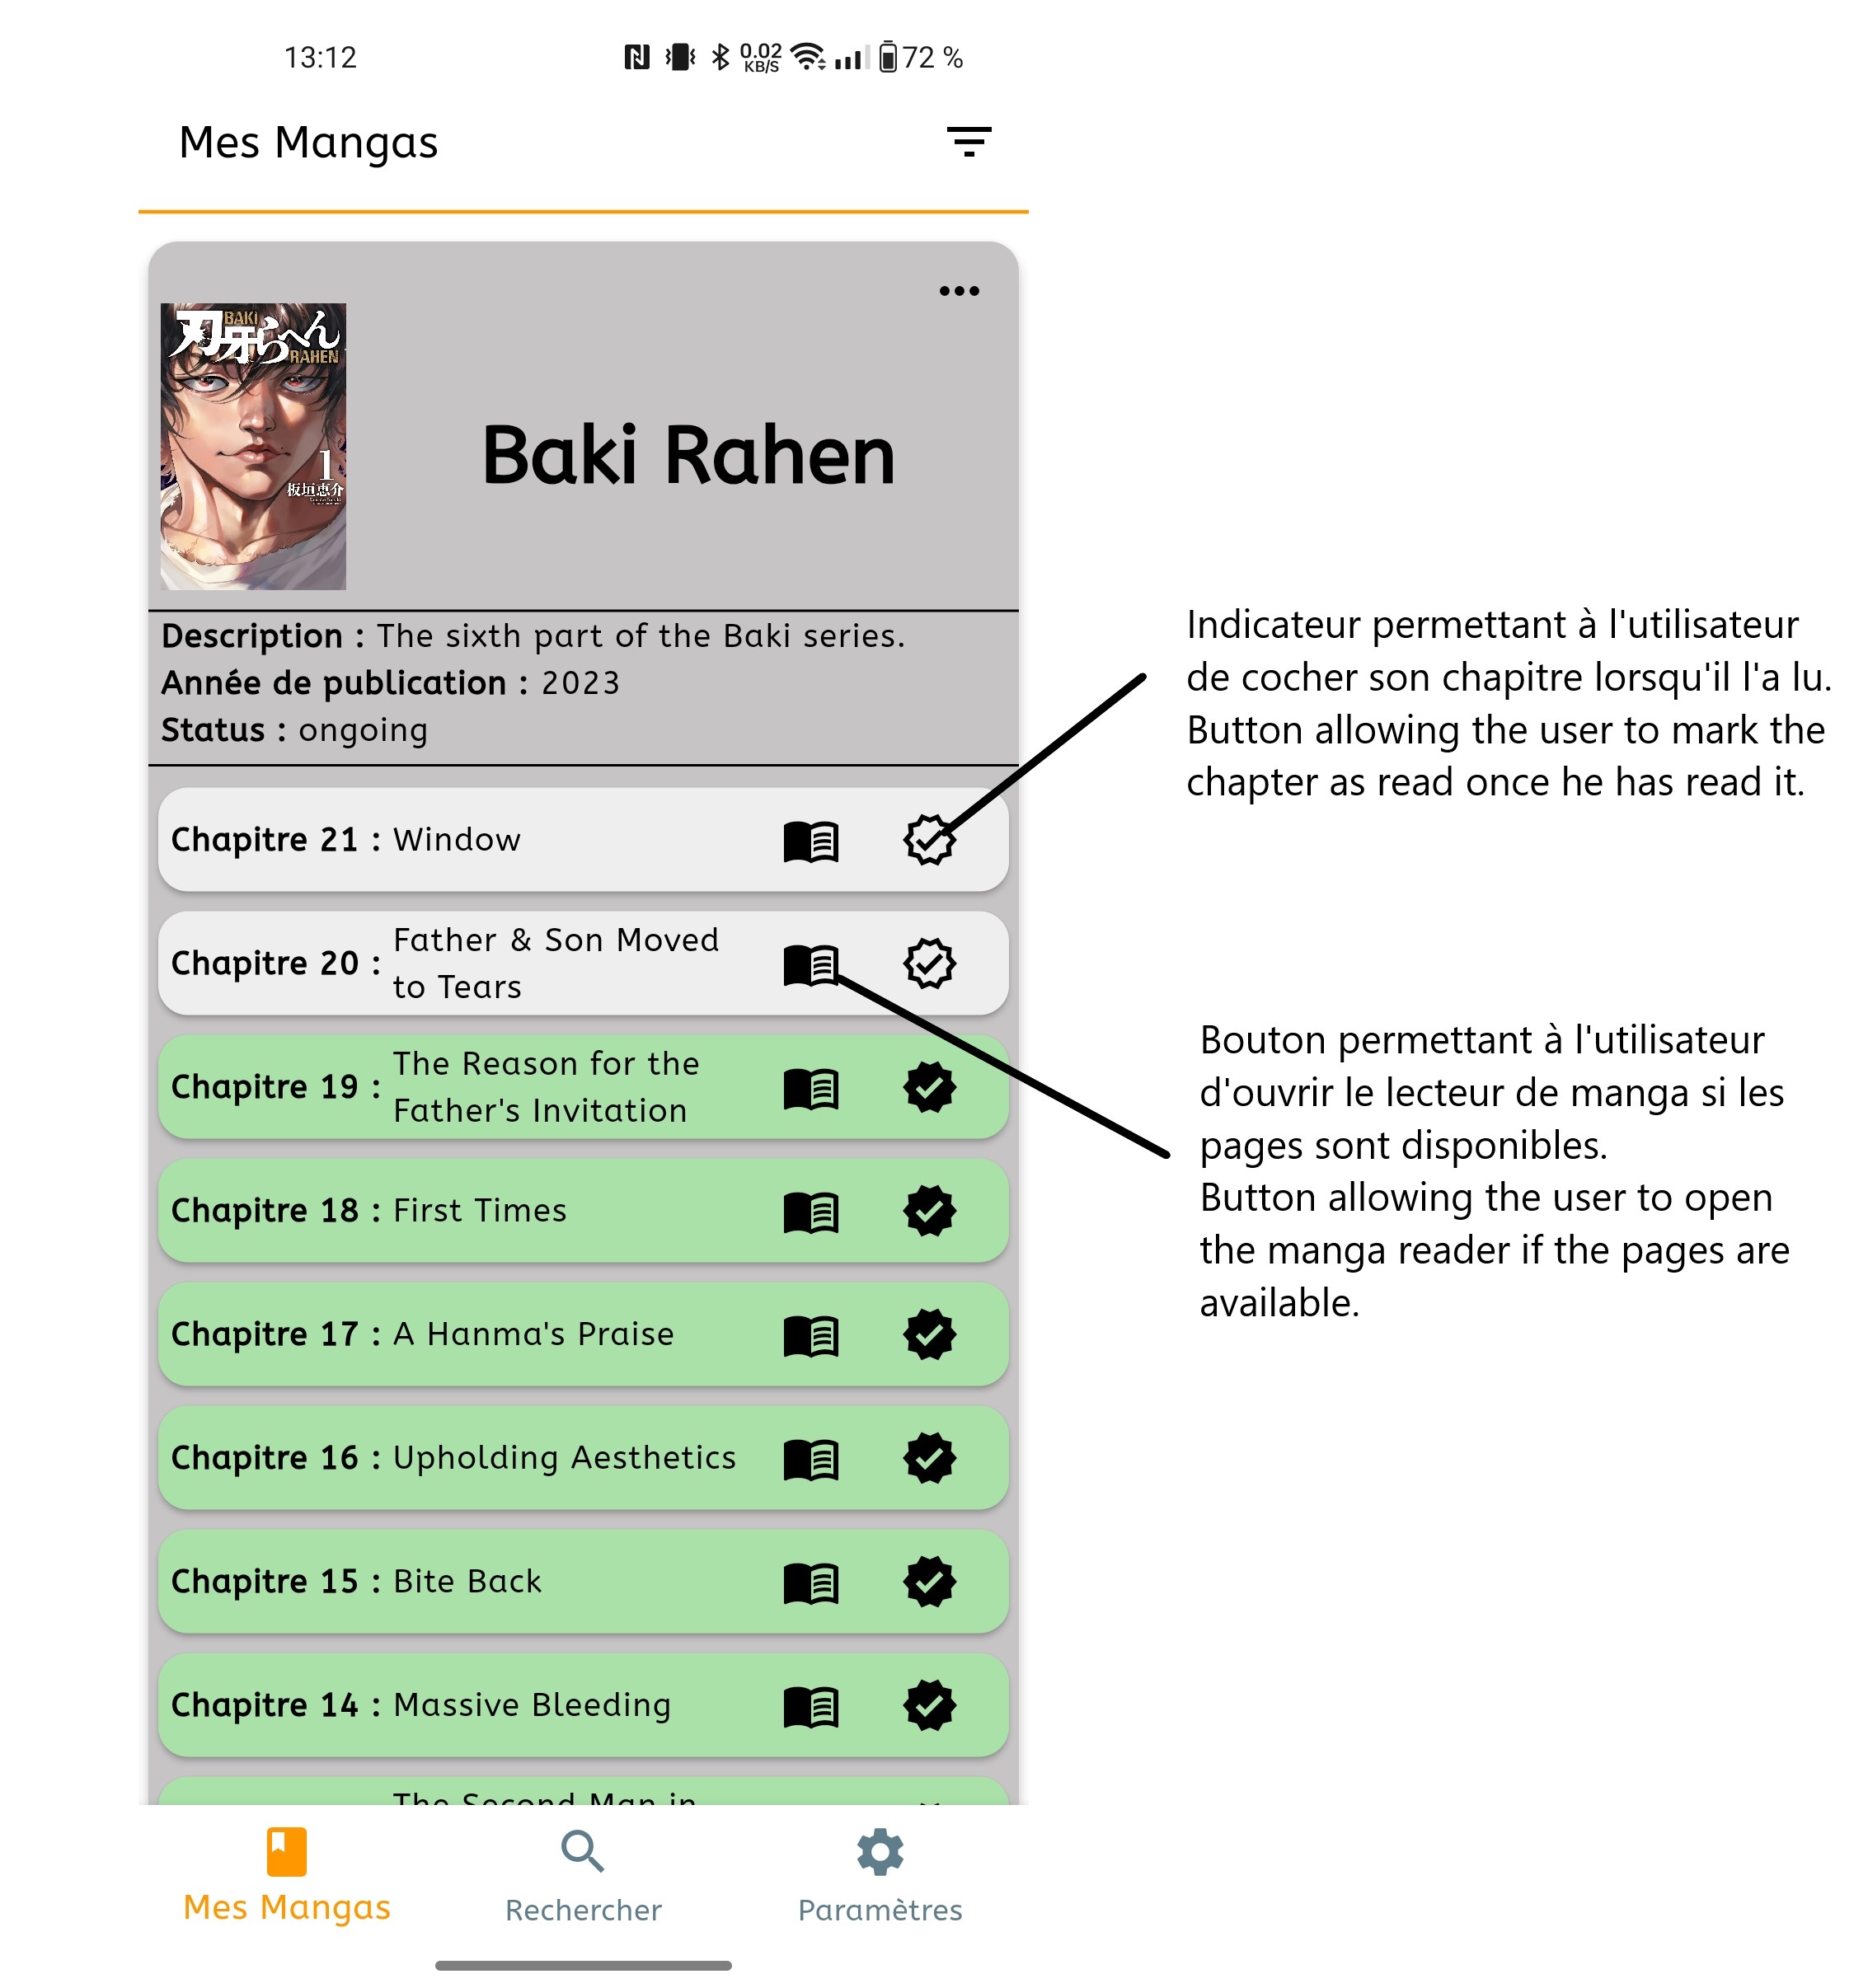 13:12
0.02
KB/S
72 %
Mes Mangas
BAKI
刃牙らへん
RAHEN
1
板垣恵介
Baki Rahen
Description : The sixth part of the Baki series.
Année de publication : 2023
Status : ongoing
Indicateur permettant à l'utilisateur
de cocher son chapitre lorsqu'il l'a lu.
Button allowing the user to mark the
chapter as read once he has read it.
Chapitre 21 : Window
Chapitre 20 : Father & Son Moved
to Tears
Bouton permettant à l'utilisateur
d'ouvrir le lecteur de manga si les
pages sont disponibles.
Button allowing the user to open
the manga reader if the pages are
available.
Chapitre 19 : The Reason for the
Father's Invitation
Chapitre 18 : First Times
Chapitre 17 : A Hanma's Praise
Chapitre 16 : Upholding Aesthetics
Chapitre 15 : Bite Back
Chapitre 14 : Massive Bleeding
The Second Man in
Mes Mangas
Rechercher
Paramètres